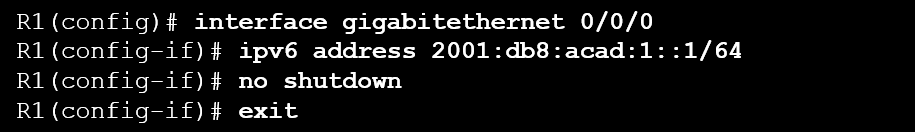 R1(config)# interface gigabitethernet 0/0/0
R1(config-if)# ipv6 address 2001:db8:acad:1::1/64
R1(config-if)# no shutdown
R1(config-if)# exit